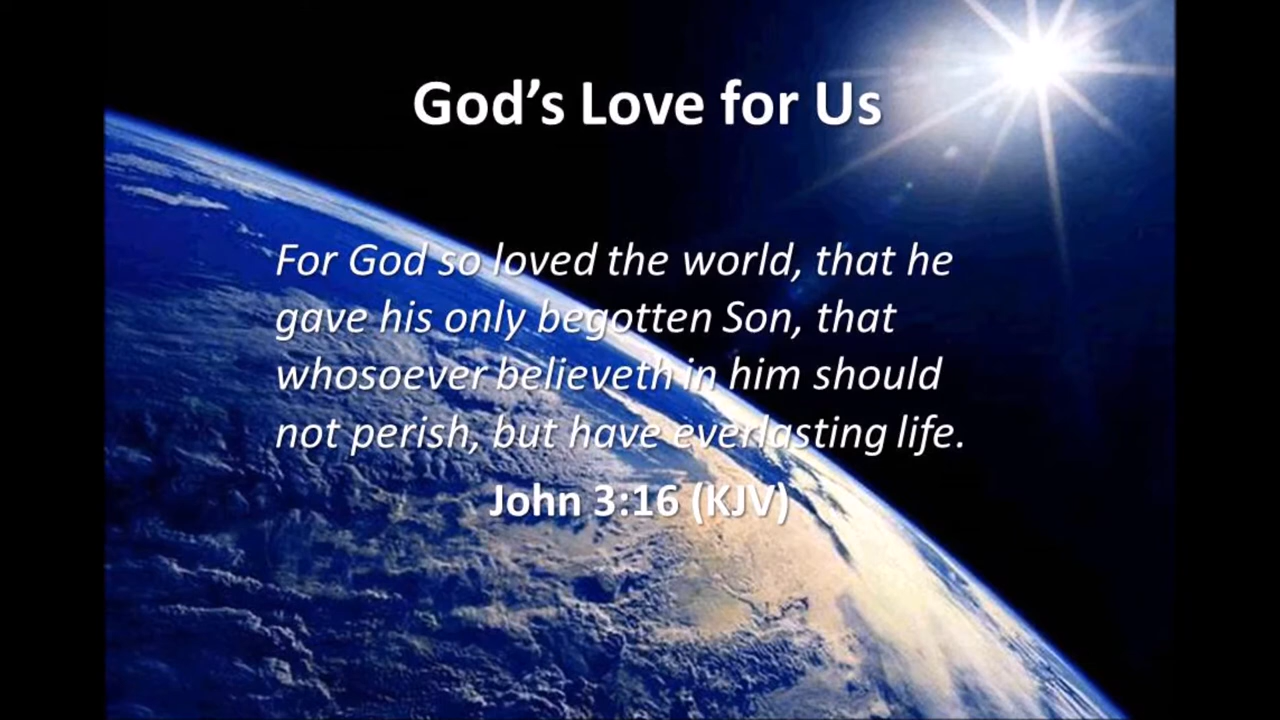 God’s Love for Us
For God so loved the world, that he
gave his only begotten Son, that
whosoever believeth in him should
not perish, but have everlasting life.
John 3:16 (KJV)